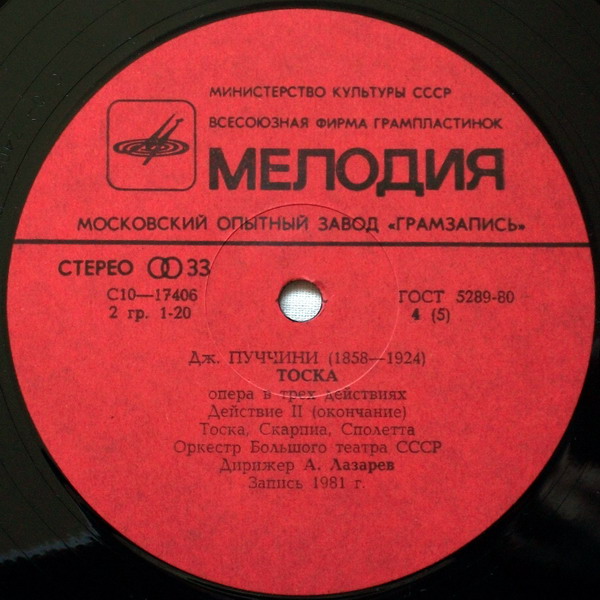 МИНИСТЕРСТВО КУЛЬТУРЫ СССР
ВСЕСОЮЗНАЯ ФИРМА ГРАМПЛАСТИНОК
МЕЛОДИЯ
МОСКОВСКИЙ ОПЫТНЫЙ ЗАВОД «ГРАМЗАПИСЬ»
СТЕРЕО 33
С10—17406
2 гр. 1-20
ГОСТ 5289-80
4 (5)
Дж. ПУЧЧИНИ (1858—1924)
ТОСКА
опера в трех действиях
Действие II (окончание)
Тоска, Скарпиа, Сполетта
Оркестр Большого театра СССР
Дирижер А. Лазарев
Запись 1981 г.